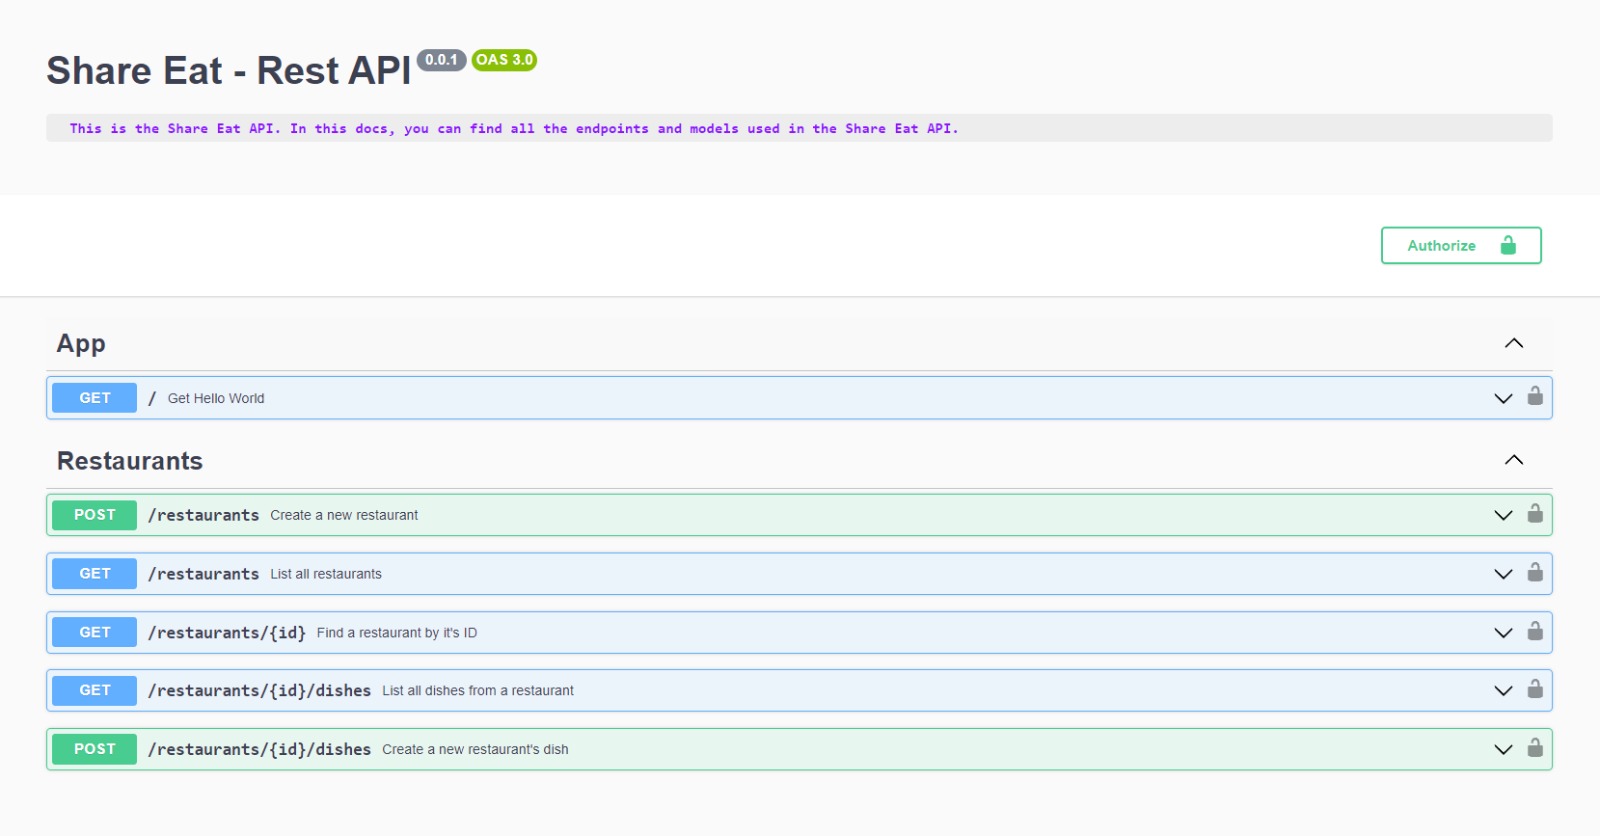 Share Eat - Rest API 0.0.1 OAS 3.0
This is the Share Eat API. In this docs, you can find all the endpoints and models used in the Share Eat API.
Authorize
App
GET / Get Hello World
Restaurants
POST /restaurants Create a new restaurant
GET /restaurants List all restaurants
GET /restaurants/{id} Find a restaurant by it's ID
GET /restaurants/{id}/dishes List all dishes from a restaurant
POST /restaurants/{id}/dishes Create a new restaurant's dish